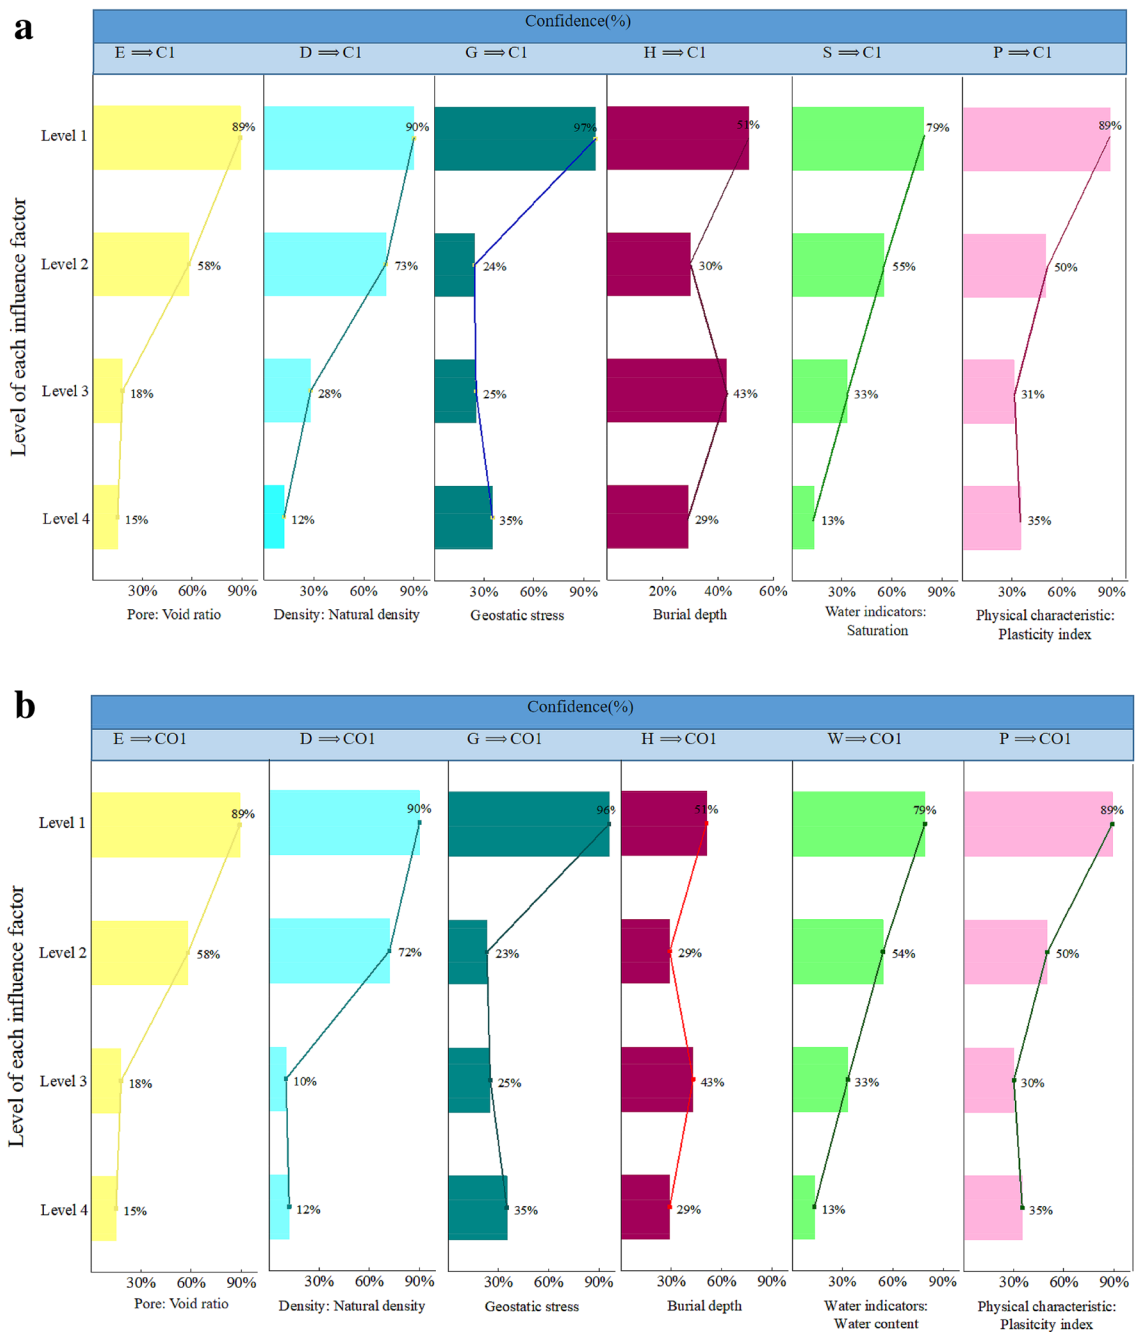 a
Confidence(%)
E ⟹C1 D ⟹C1 G ⟹C1 H ⟹C1 S ⟹C1 P ⟹C1
Level of each influence factor
Level 1 89% 90% 97% 51% 79% 89%
Level 2 58% 73% 24% 30% 55% 50%
Level 3 18% 28% 25% 43% 33% 31%
Level 4 15% 12% 35% 29% 13% 35%
30% 60% 90% 30% 60% 90% 30% 60% 90% 20% 40% 60% 30% 60% 90% 30% 60% 90%
Pore: Void ratio Density: Natural density Geostatic stress Burial depth Water indicators: Physical characteristic:
Saturation Plasticity index
b
Confidence(%)
E ⟹CO1 D ⟹CO1 G ⟹CO1 H ⟹CO1 W⟹CO1 P ⟹CO1
Level of each influence factor
Level 1 89% 90% 96% 51% 79% 89%
Level 2 58% 72% 23% 29% 54% 50%
Level 3 18% 10% 25% 43% 33% 30%
Level 4 15% 12% 35% 29% 13% 35%
30% 60% 90% 30% 60% 90% 30% 60% 90% 30% 60% 90% 30% 60% 90% 30% 60% 90%
Pore: Void ratio Density: Natural density Geostatic stress Burial depth Water indicators: Physical characteristic:
Water content Plasitcity index